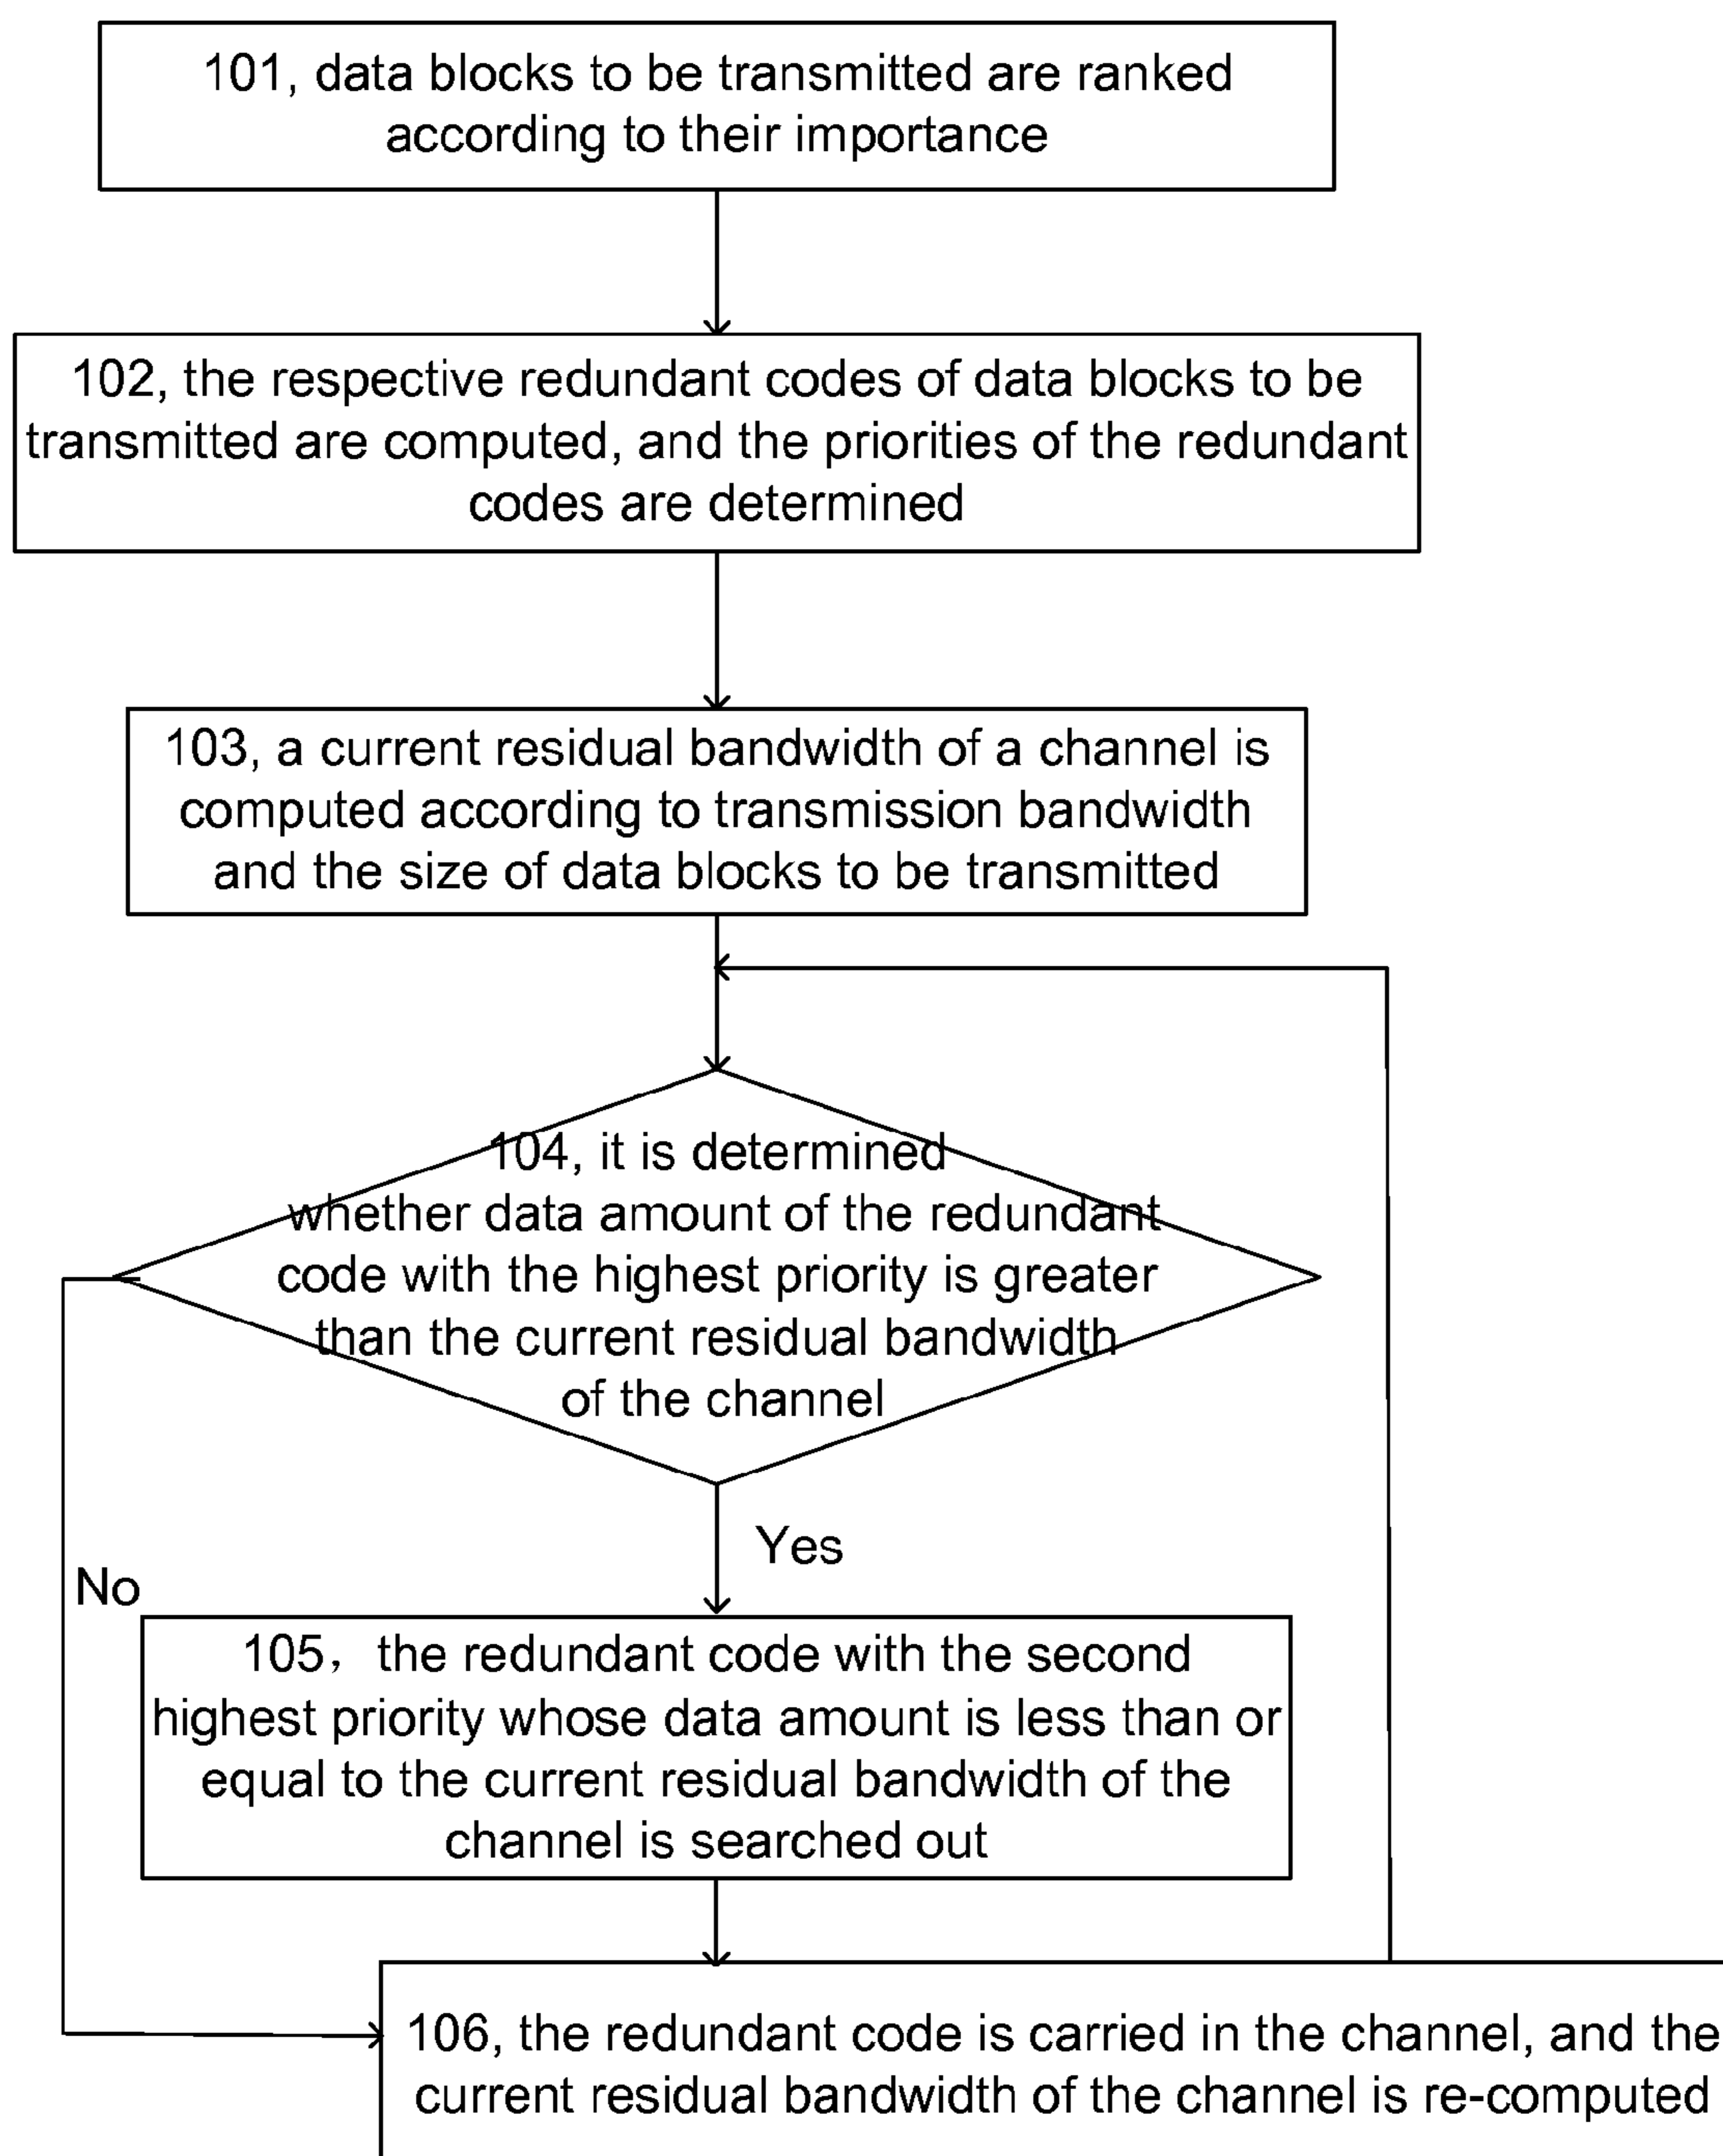 101, data blocks to be transmitted are ranked
according to their importance
102, the respective redundant codes of data blocks to be
transmitted are computed, and the priorities of the redundant
codes are determined
103, a current residual bandwidth of a channel is
computed according to transmission bandwidth
and the size of data blocks to be transmitted
104, it is determined
whether data amount of the redundant
code with the highest priority is greater
than the current residual bandwidth
of the channel
Yes
No
105，the redundant code with the second
highest priority whose data amount is less than or
equal to the current residual bandwidth of the
channel is searched out
106, the redundant code is carried in the channel, and the
current residual bandwidth of the channel is re-computed